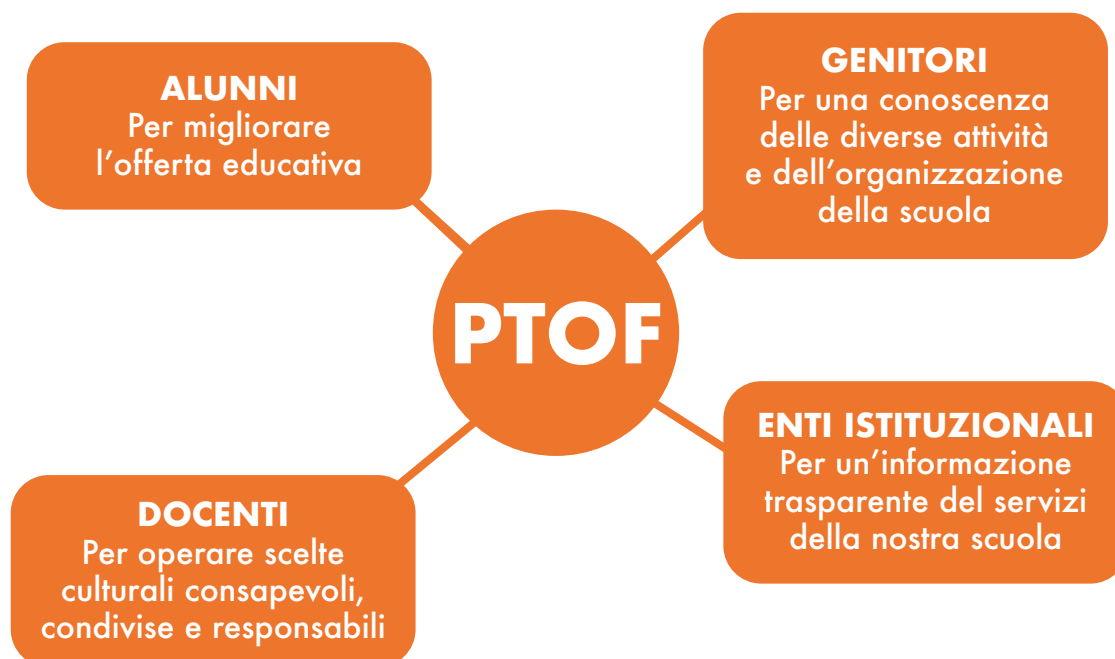 ALUNNI
Per migliorare
l'offerta educativa
GENITORI
Per una conoscenza
delle diverse attività
e dell'organizzazione
della scuola
PTOF
DOCENTI
Per operare scelte
culturali consapevoli,
condivise e responsabili
ENTI ISTITUZIONALI
Per un'informazione
trasparente del servizi
della nostra scuola